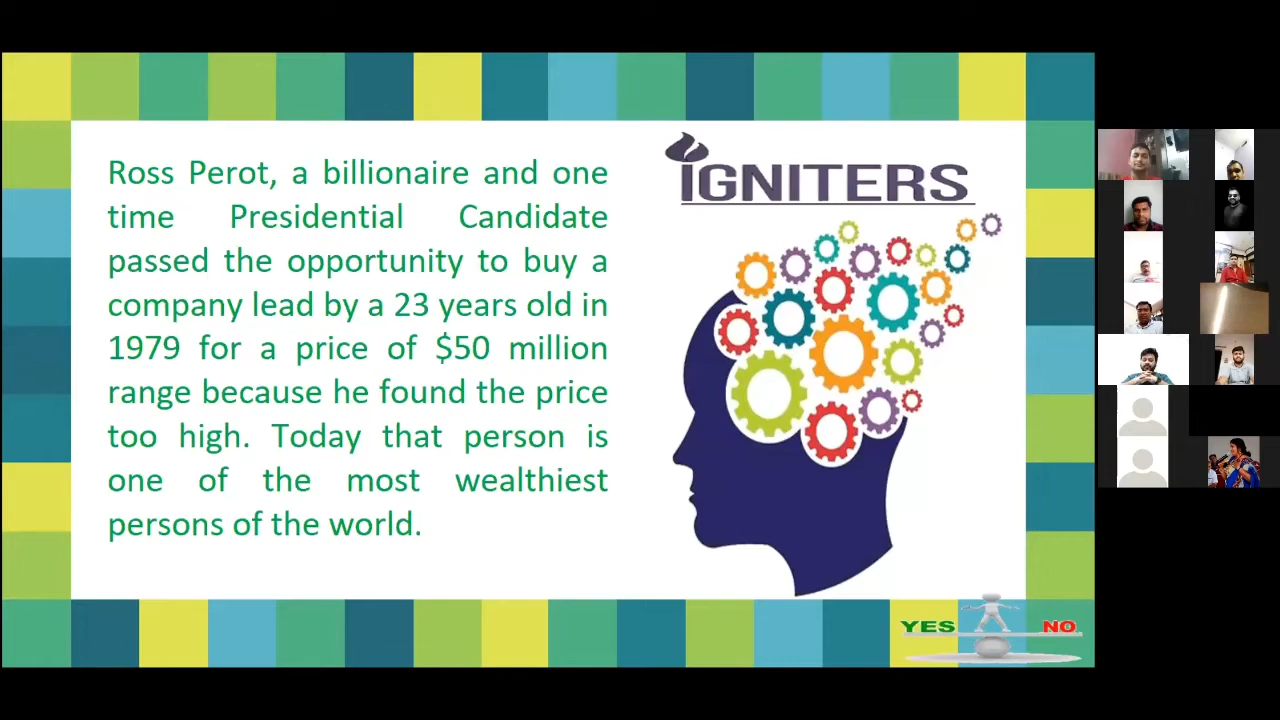 Ross Perot, a billionaire and one
time Presidential Candidate
passed the opportunity to buy a
company lead by a 23 years old in
1979 for a price of $50 million
range because he found the price
too high. Today that person is
one of the most wealthiest
persons of the world.
IGNITERS
YES NO